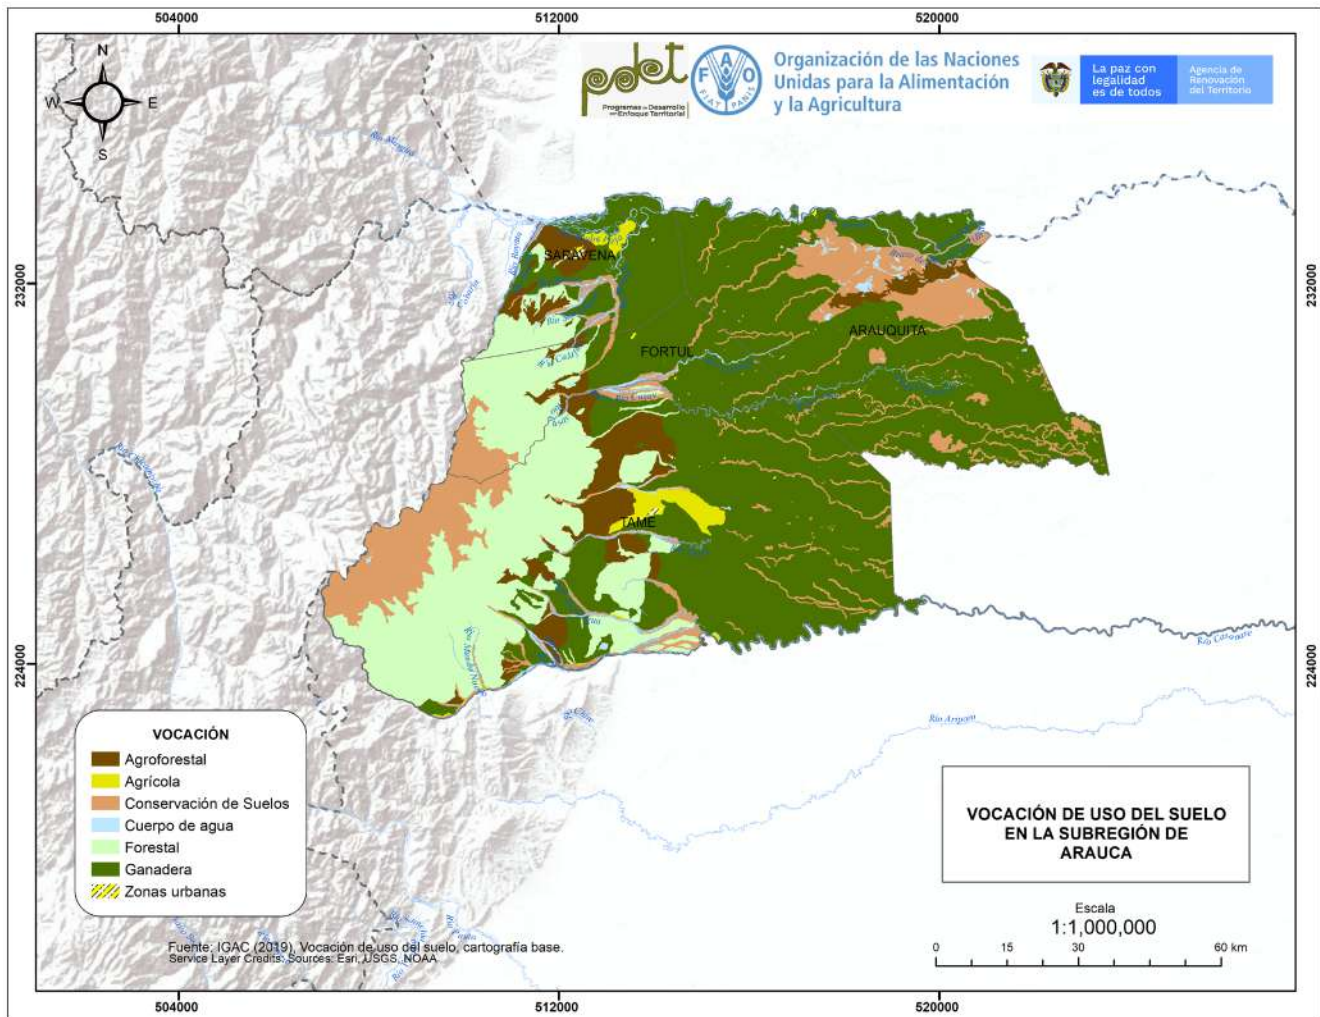 504000
512000
520000
N
W
E
S
pdet
Programas de Desarrollo
con Enfoque Territorial
FAO
FIAT PANIS
Organización de las Naciones
Unidas para la Alimentación
y la Agricultura
La paz con
legalidad
es de todos
Agencia de
Renovación
del Territorio
232000
232000
SARAVENA
ARAUQUITA
FORTUL
TAME
Río Casanare
Río Ariporo
224000
224000
VOCACIÓN
Agroforestal
Agrícola
Conservación de Suelos
Cuerpo de agua
Forestal
Ganadera
Zonas urbanas
VOCACIÓN DE USO DEL SUELO
EN LA SUBREGIÓN DE
ARAUCA
Escala
1:1,000,000
0 15 30 60 km
Fuente: IGAC (2019), Vocación de uso del suelo, cartografía base.
Service Layer Credits: Sources: Esri, USGS, NOAA
504000
512000
520000